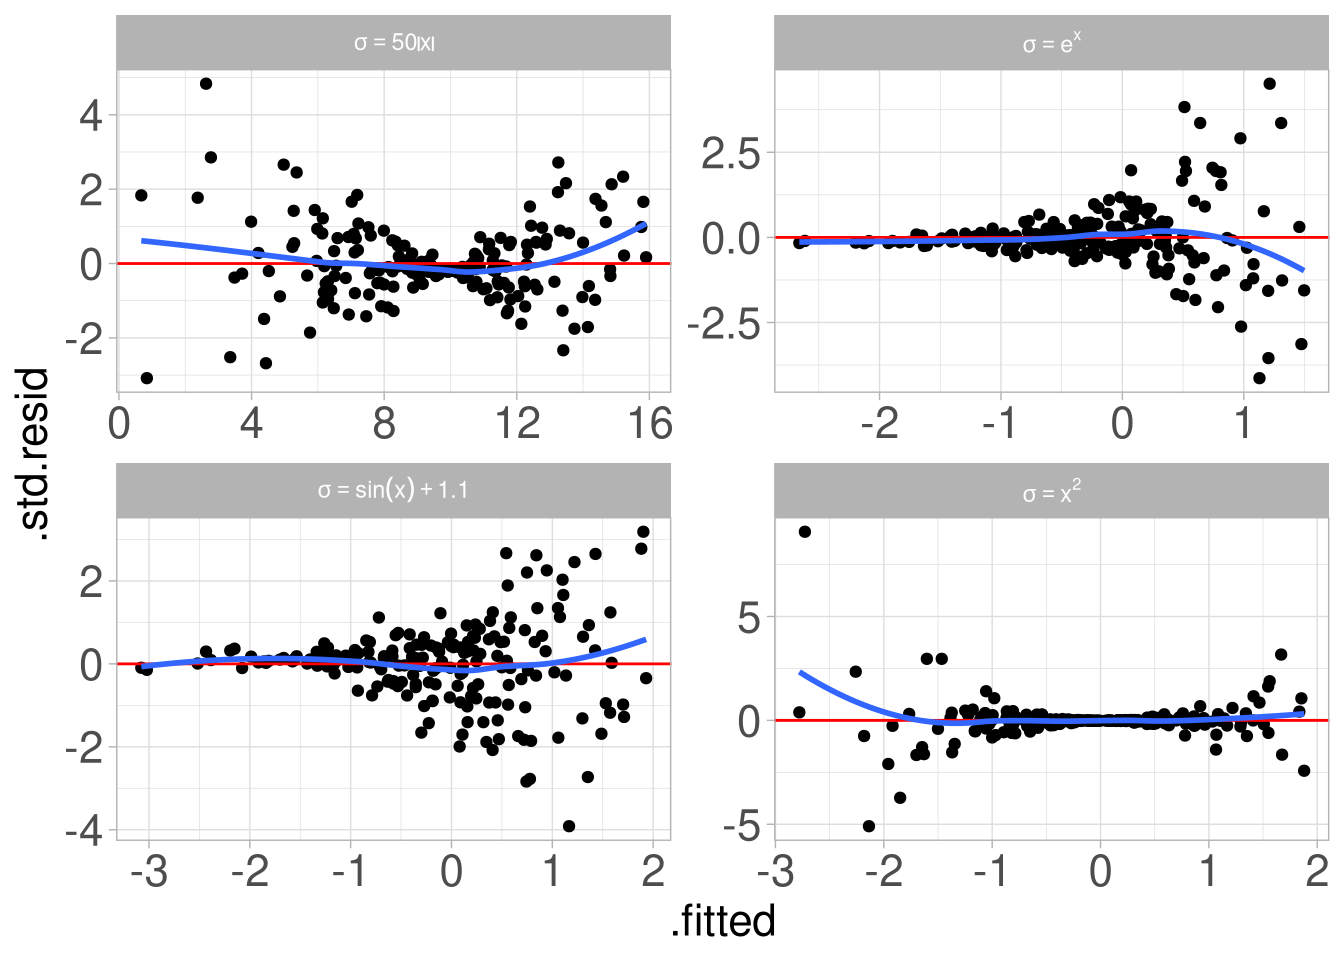 σ = 50|x|
σ = eˣ
4
2
0
-2
0 4 8 12 16
2.5
0.0
-2.5
-2 -1 0 1
σ = sin(x) + 1.1
σ = x²
2
0
-2
-4
-3 -2 -1 0 1 2
5
0
-5
-3 -2 -1 0 1 2
.std.resid
.fitted